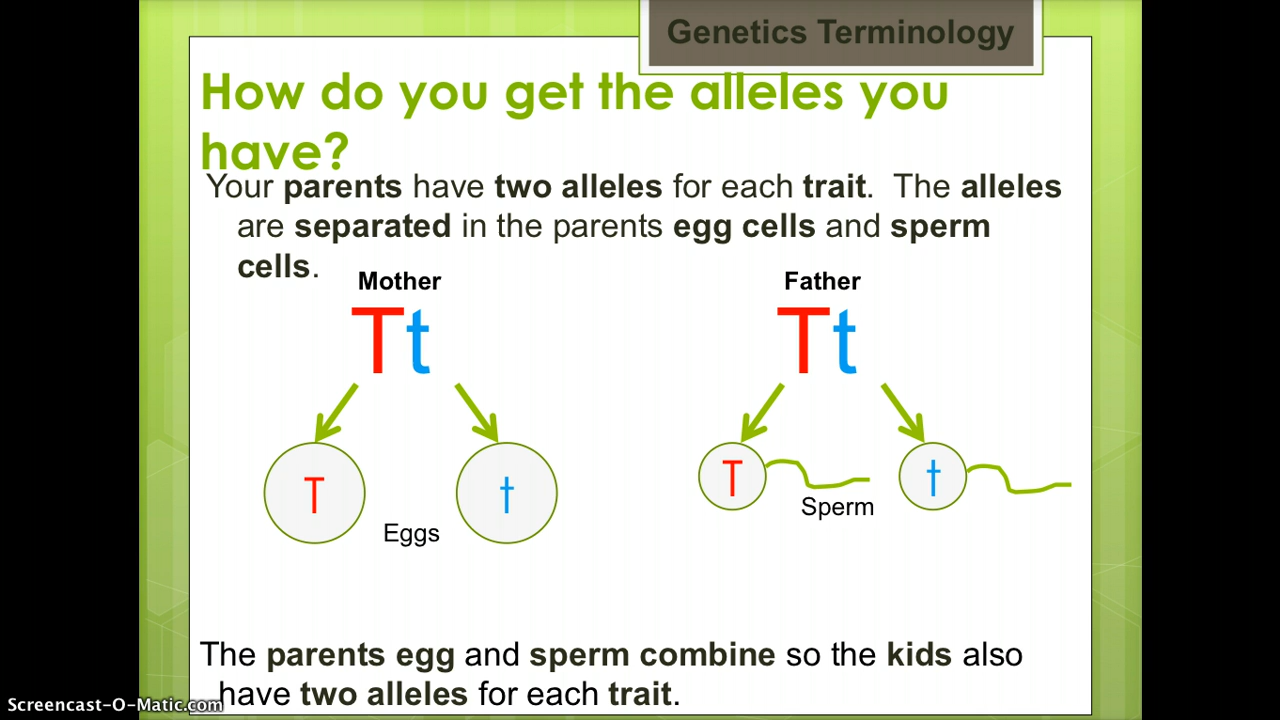 Genetics Terminology
How do you get the alleles you
have?
Your parents have two alleles for each trait. The alleles
are separated in the parents egg cells and sperm
cells.
Mother
Father
Tt
Tt
T
t
T
t
Sperm
Eggs
The parents egg and sperm combine so the kids also
have two alleles for each trait.
Screencast-O-Matic.com